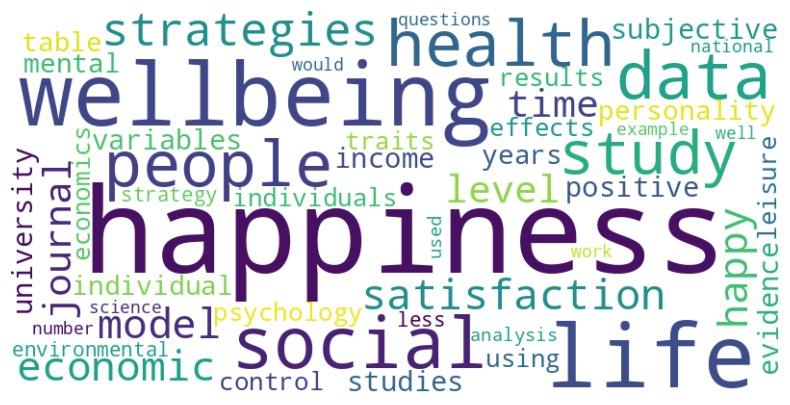 questions
strategies
health
subjective
national
table
mental
would
wellbeing
results
data
time
personality
variables
traits
effects
example
well
people
income
years
study
university
journal
economics
strategy
individuals
level
positive
leisure
happiness
used
work
happy
evidence
individual
satisfaction
science
psychology
number
model
less
social
analysis
life
environmental
economic
control
studies
using